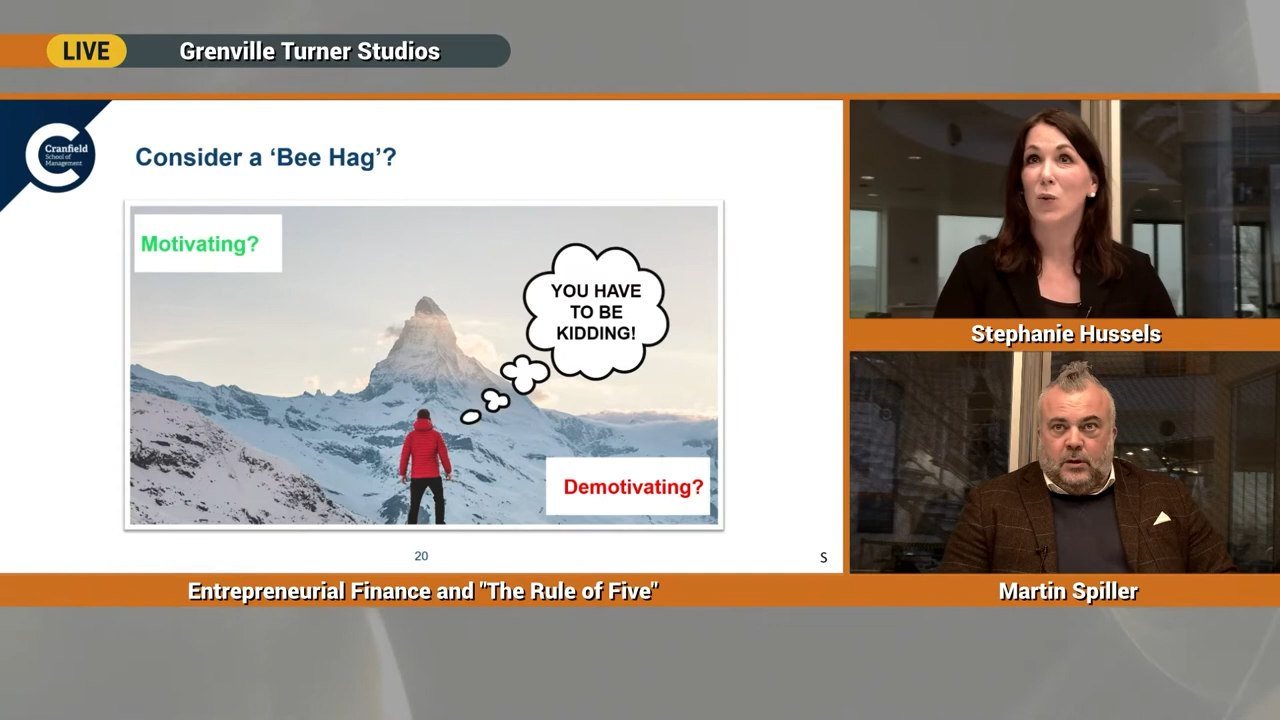 LIVE
Grenville Turner Studios
Cranfield
School of
Management
Consider a ‘Bee Hag’?
Motivating?
YOU HAVE
TO BE
KIDDING!
Demotivating?
20
S
Stephanie Hussels
Entrepreneurial Finance and "The Rule of Five"
Martin Spiller